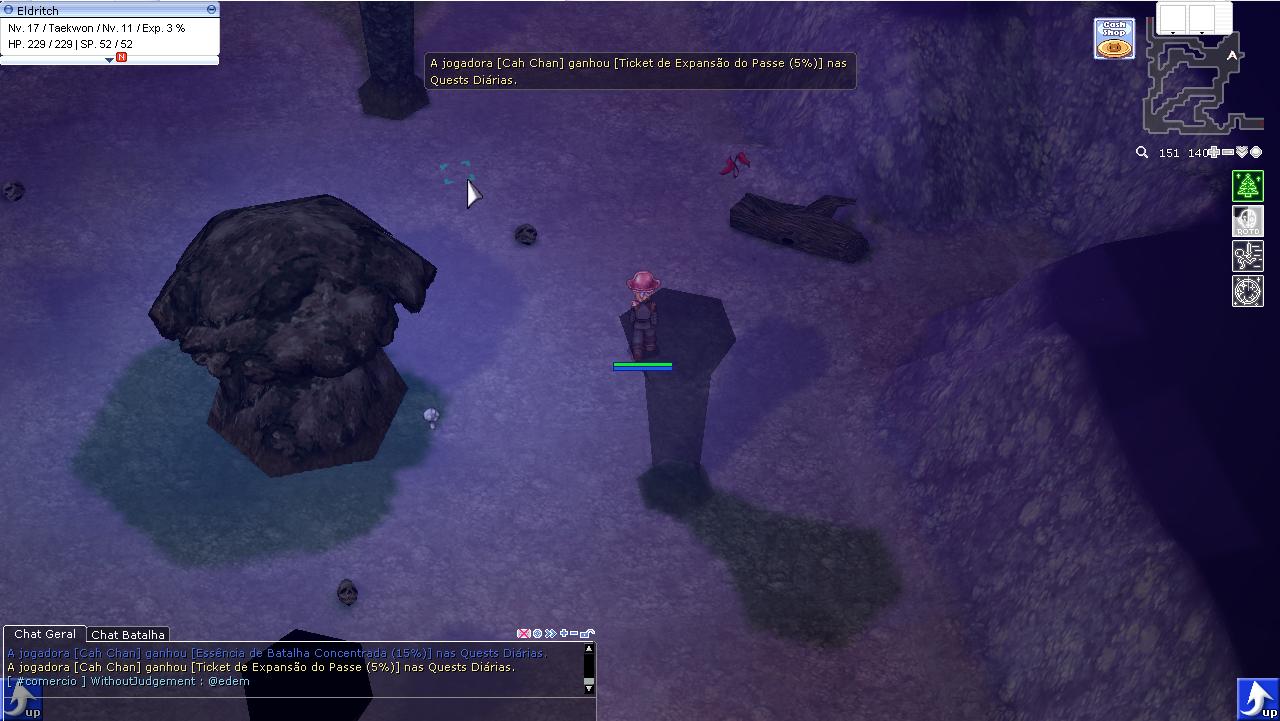 Eldritch
Nv. 17 / Taekwon / Nv. 11 / Exp. 3 %
HP. 229 / 229 | SP. 52 / 52
N
A jogadora [Cah Chan] ganhou [Ticket de Expansão do Passe (5%)] nas
Quests Diárias.
Cash
Shop
A
151 140
ROTD
Chat Geral
Chat Batalha
A jogadora [Cah Chan] ganhou [Essência de Batalha Concentrada (15%)] nas Quests Diárias.
A jogadora [Cah Chan] ganhou [Ticket de Expansão do Passe (5%)] nas Quests Diárias.
[ #comercio ] WithoutJudgement : @edem
up
up